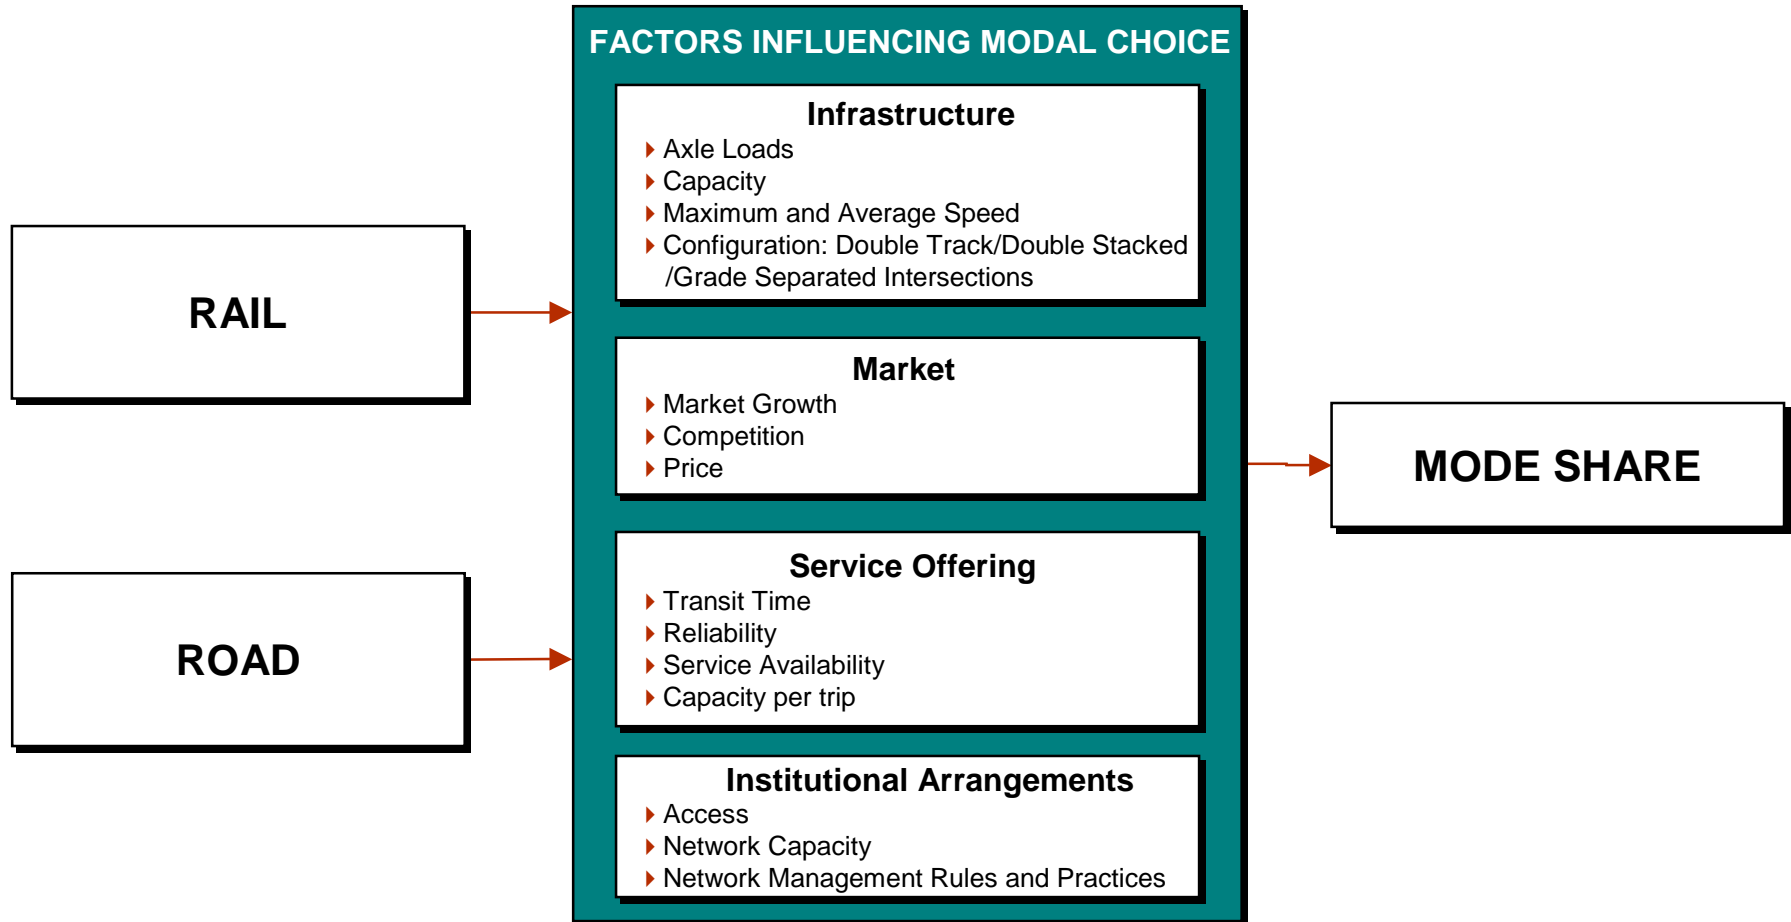 FACTORS INFLUENCING MODAL CHOICE
Infrastructure
Axle Loads
Capacity
Maximum and Average Speed
Configuration: Double Track/Double Stacked
/Grade Separated Intersections
RAIL
Market
Market Growth
Competition
Price
MODE SHARE
Service Offering
Transit Time
Reliability
Service Availability
Capacity per trip
ROAD
Institutional Arrangements
Access
Network Capacity
Network Management Rules and Practices